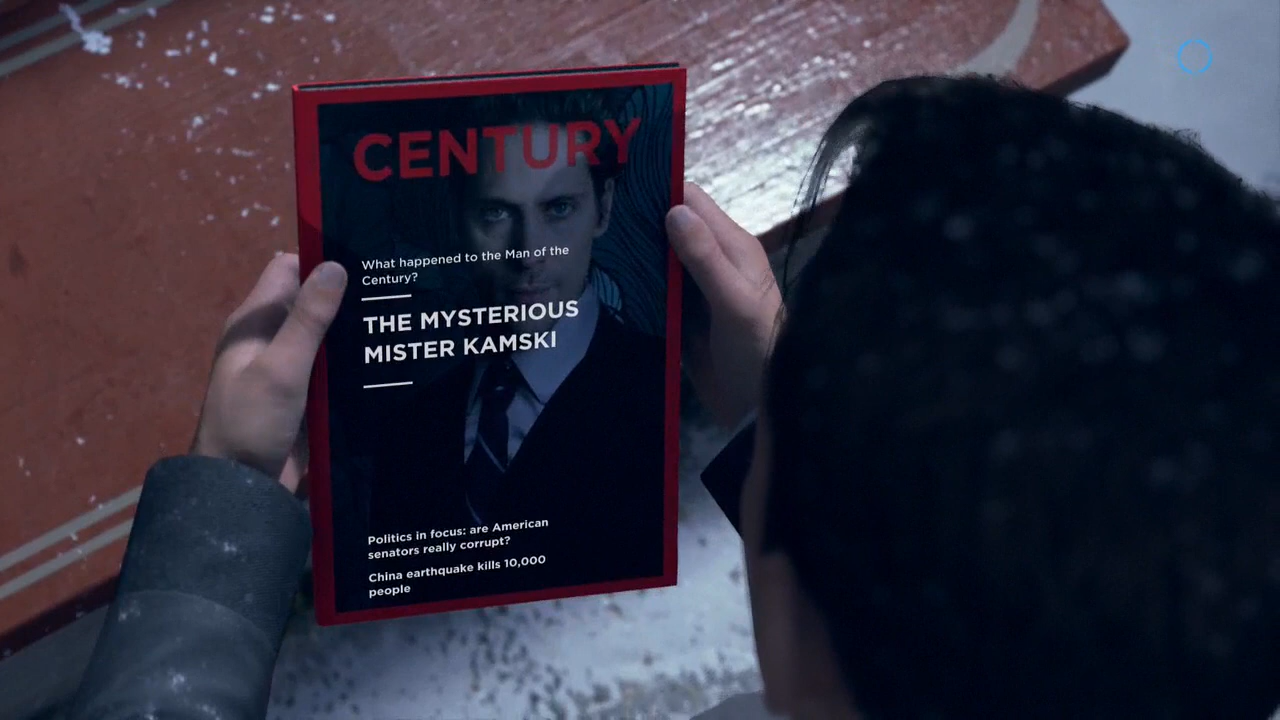 CENTURY
What happened to the Man of the
Century?
THE MYSTERIOUS
MISTER KAMSKI
Politics in focus: are American
senators really corrupt?
China earthquake kills 10,000
people